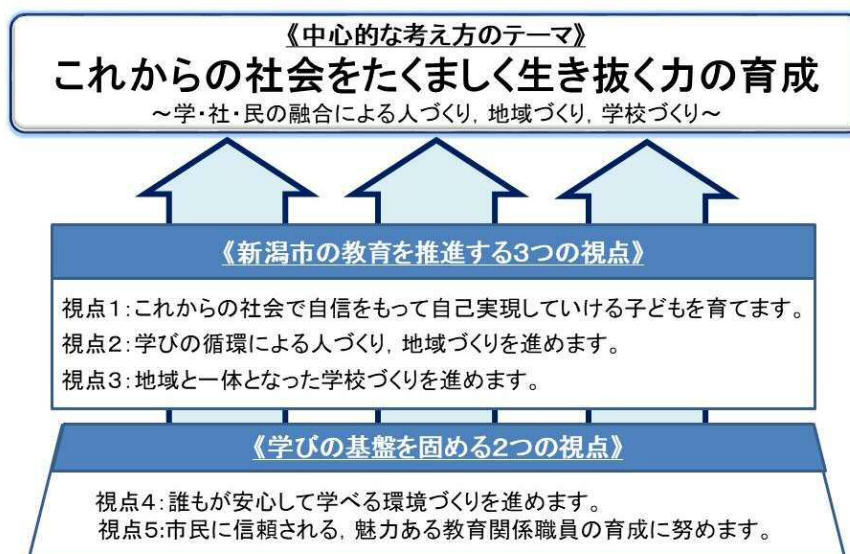 《中心的な考え方のテーマ》
これからの社会をたくましく生き抜く力の育成
～学・社・民の融合による人づくり，地域づくり，学校づくり～
《新潟市の教育を推進する3つの視点》
視点1：これからの社会で自信をもって自己実現していける子どもを育てます。
視点2：学びの循環による人づくり，地域づくりを進めます。
視点3：地域と一体となった学校づくりを進めます。
《学びの基盤を固める2つの視点》
視点4：誰もが安心して学べる環境づくりを進めます。
視点5:市民に信頼される，魅力ある教育関係職員の育成に努めます。